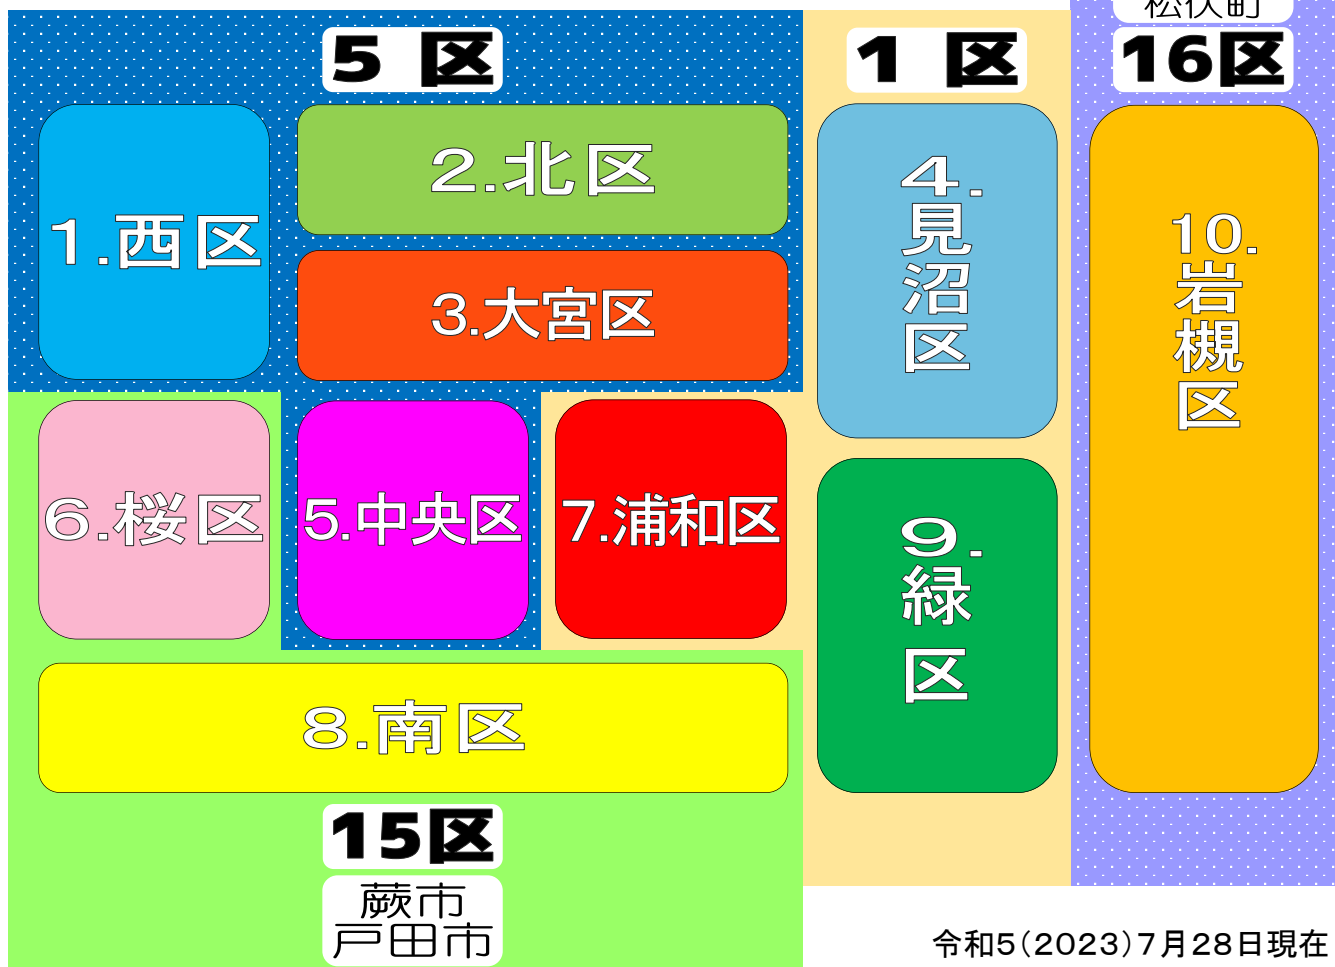 松伏町
5 区
1 区
16区
1.西区
2.北区
3.大宮区
4.見沼区
10.岩槻区
6.桜区
5.中央区
7.浦和区
9.緑区
8.南区
15区
蕨市
戸田市
令和5(2023)7月28日現在